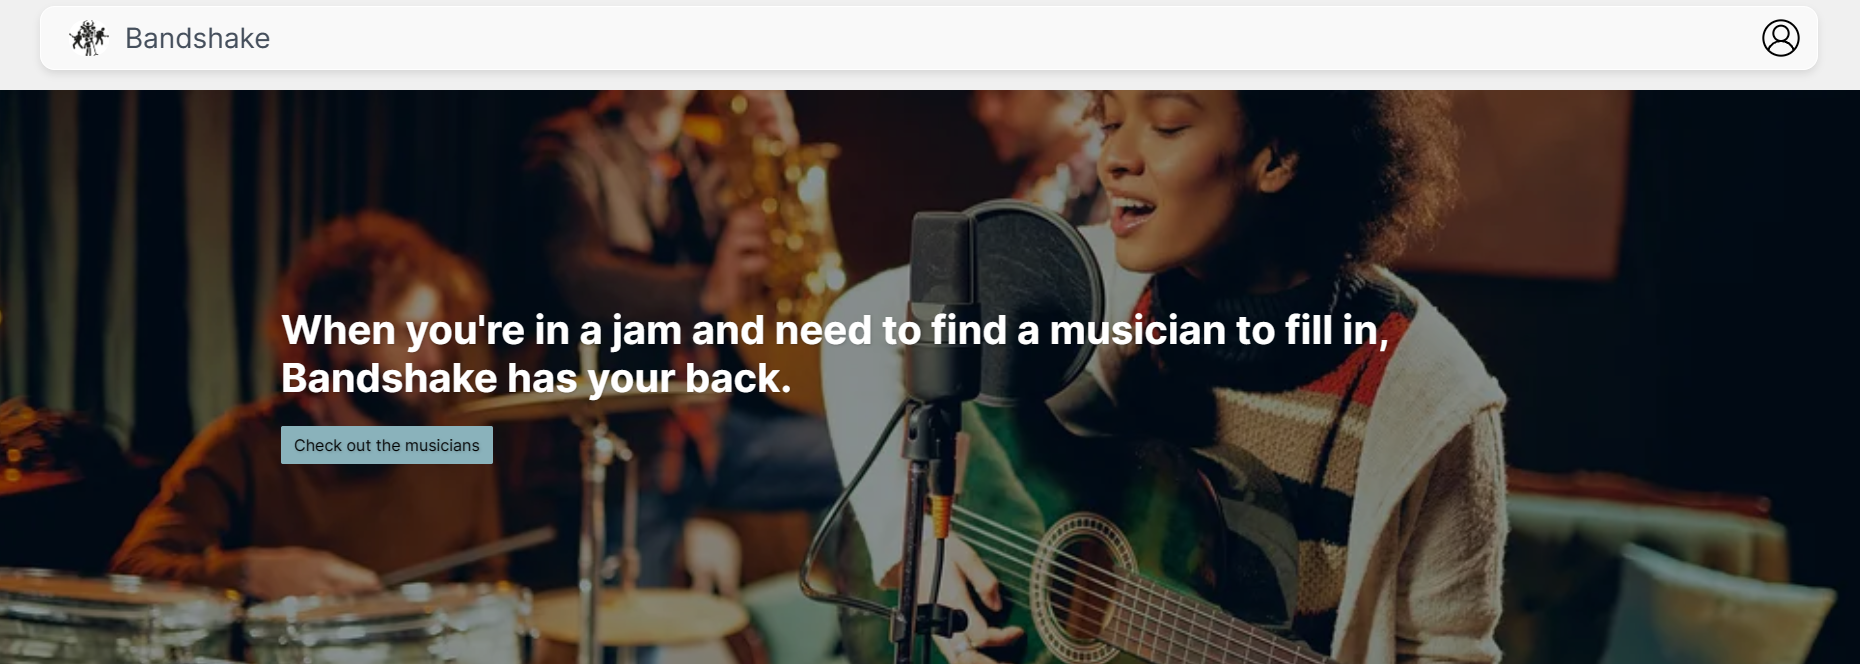 Bandshake
When you're in a jam and need to find a musician to fill in,
Bandshake has your back.
Check out the musicians